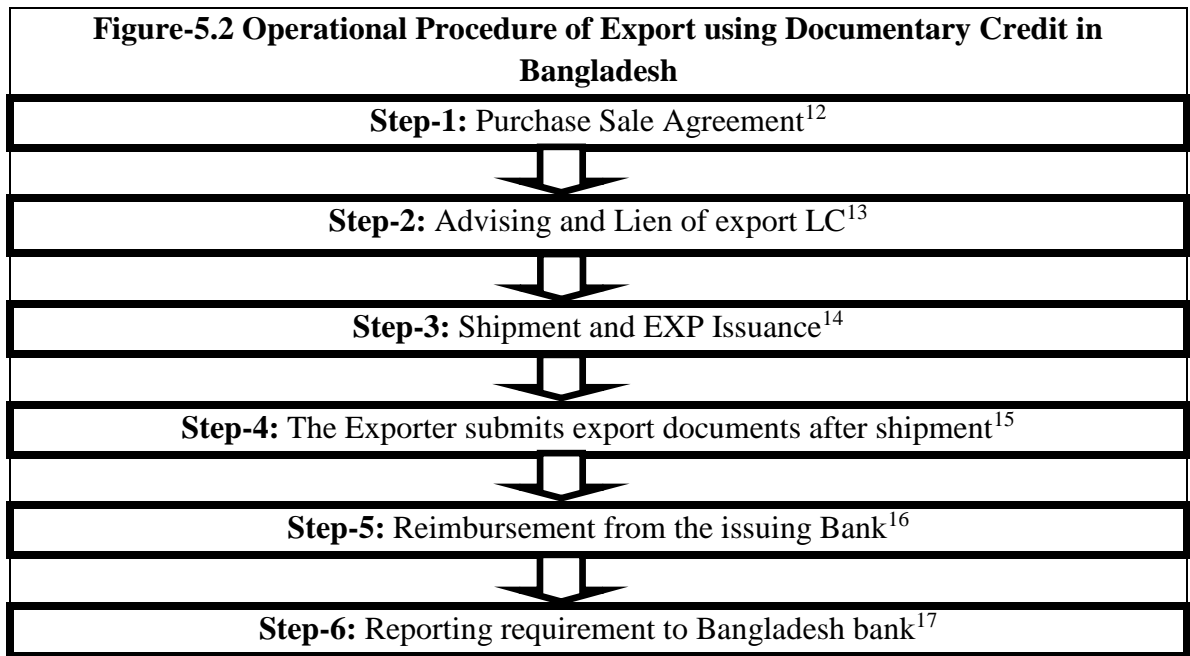 Figure-5.2 Operational Procedure of Export using Documentary Credit in
Bangladesh
Step-1: Purchase Sale Agreement12
Step-2: Advising and Lien of export LC13
Step-3: Shipment and EXP Issuance14
Step-4: The Exporter submits export documents after shipment15
Step-5: Reimbursement from the issuing Bank16
Step-6: Reporting requirement to Bangladesh bank17